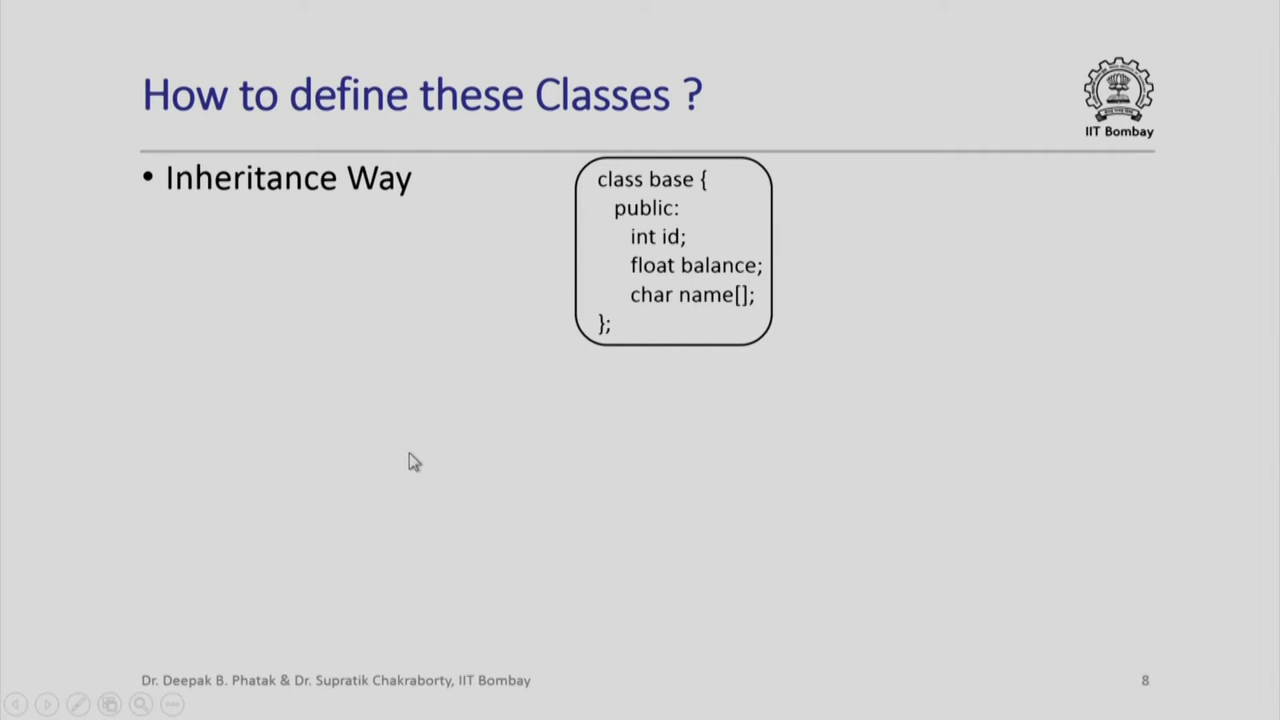 How to define these Classes ?
IIT Bombay
• Inheritance Way
class base {
public:
int id;
float balance;
char name[];
};
Dr. Deepak B. Phatak & Dr. Supratik Chakraborty, IIT Bombay
8